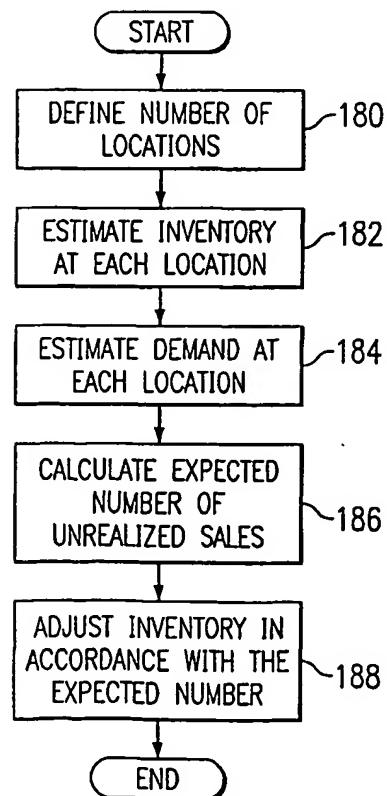 START
DEFINE NUMBER OF
LOCATIONS
180
ESTIMATE INVENTORY
AT EACH LOCATION
182
ESTIMATE DEMAND AT
EACH LOCATION
184
CALCULATE EXPECTED
NUMBER OF
UNREALIZED SALES
186
ADJUST INVENTORY IN
ACCORDANCE WITH THE
EXPECTED NUMBER
188
END